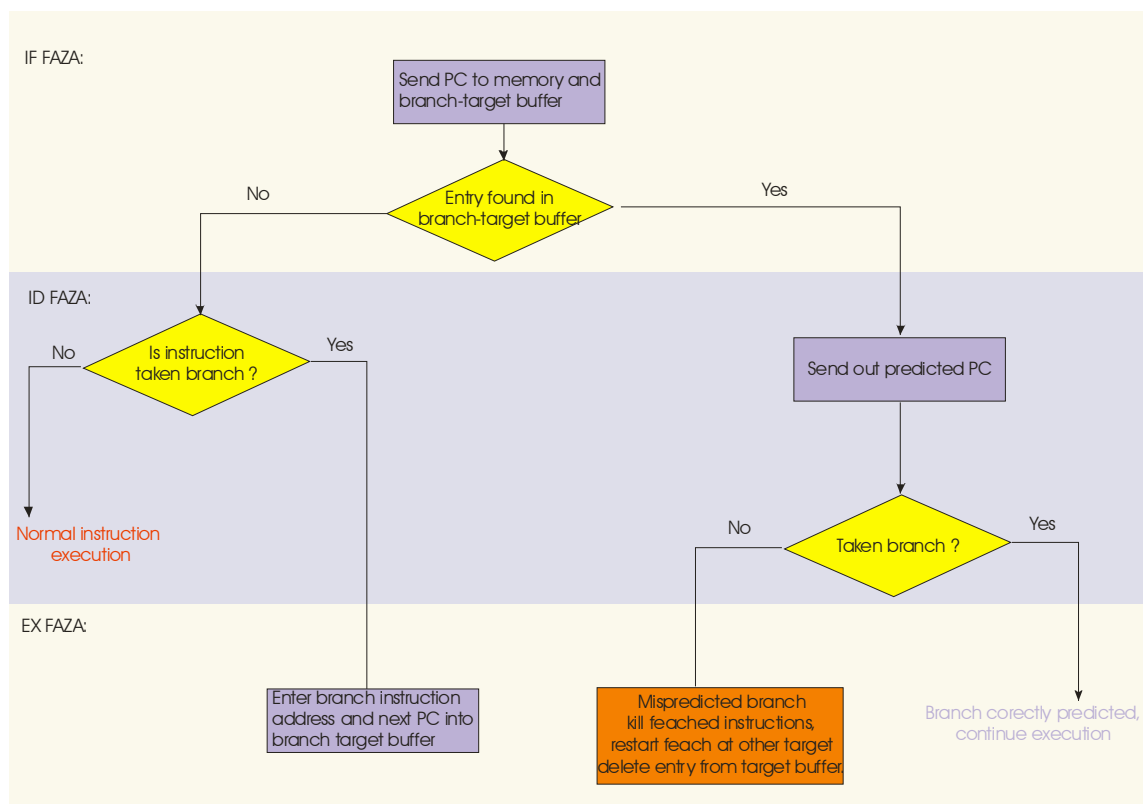 IF FAZA:
Send PC to memory and
branch-target buffer
No
Yes
Entry found in
branch-target buffer
ID FAZA:
No
Is instruction
taken branch ?
Yes
Send out predicted PC
Normal instruction
execution
No
Taken branch ?
Yes
EX FAZA:
Enter branch instruction
address and next PC into
branch target buffer
Mispredicted branch
kill feached instructions,
restart feach at other target
delete entry from target buffer.
Branch corectly predicted,
continue execution